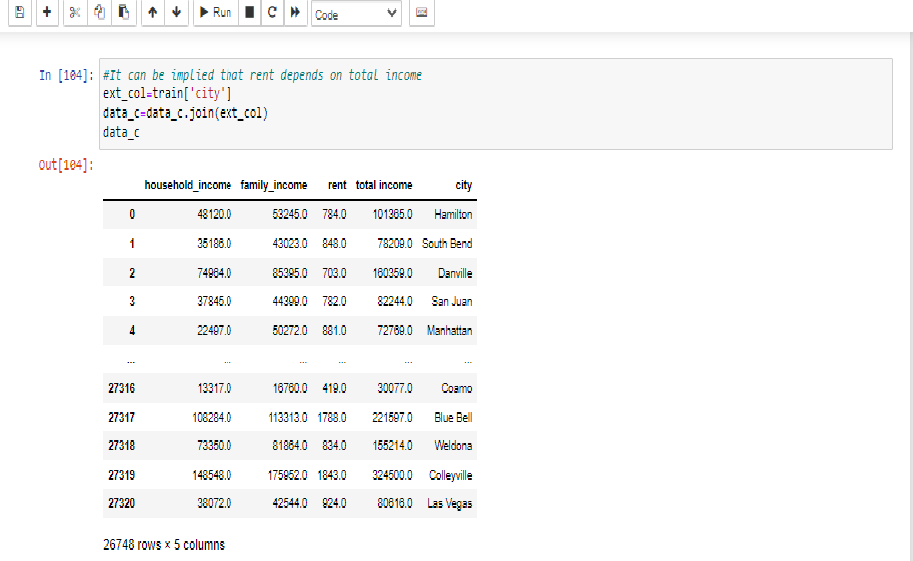 Run Code
In [104]: #It can be implied that rent depends on total income
ext_col=train['city']
data_c=data_c.join(ext_col)
data_c
Out[104]:
household_income family_income rent total income city
0 48120.0 53245.0 784.0 101365.0 Hamilton
1 35186.0 43023.0 848.0 78209.0 South Bend
2 74964.0 85395.0 703.0 160359.0 Danville
3 37845.0 44399.0 782.0 82244.0 San Juan
4 22497.0 50272.0 881.0 72769.0 Manhattan
... ... ... ... ... ...
27316 13317.0 16760.0 419.0 30077.0 Coamo
27317 108284.0 113313.0 1788.0 221597.0 Blue Bell
27318 73350.0 81864.0 834.0 155214.0 Weldona
27319 148548.0 175952.0 1843.0 324500.0 Colleyville
27320 38072.0 42544.0 924.0 80616.0 Las Vegas
26748 rows × 5 columns